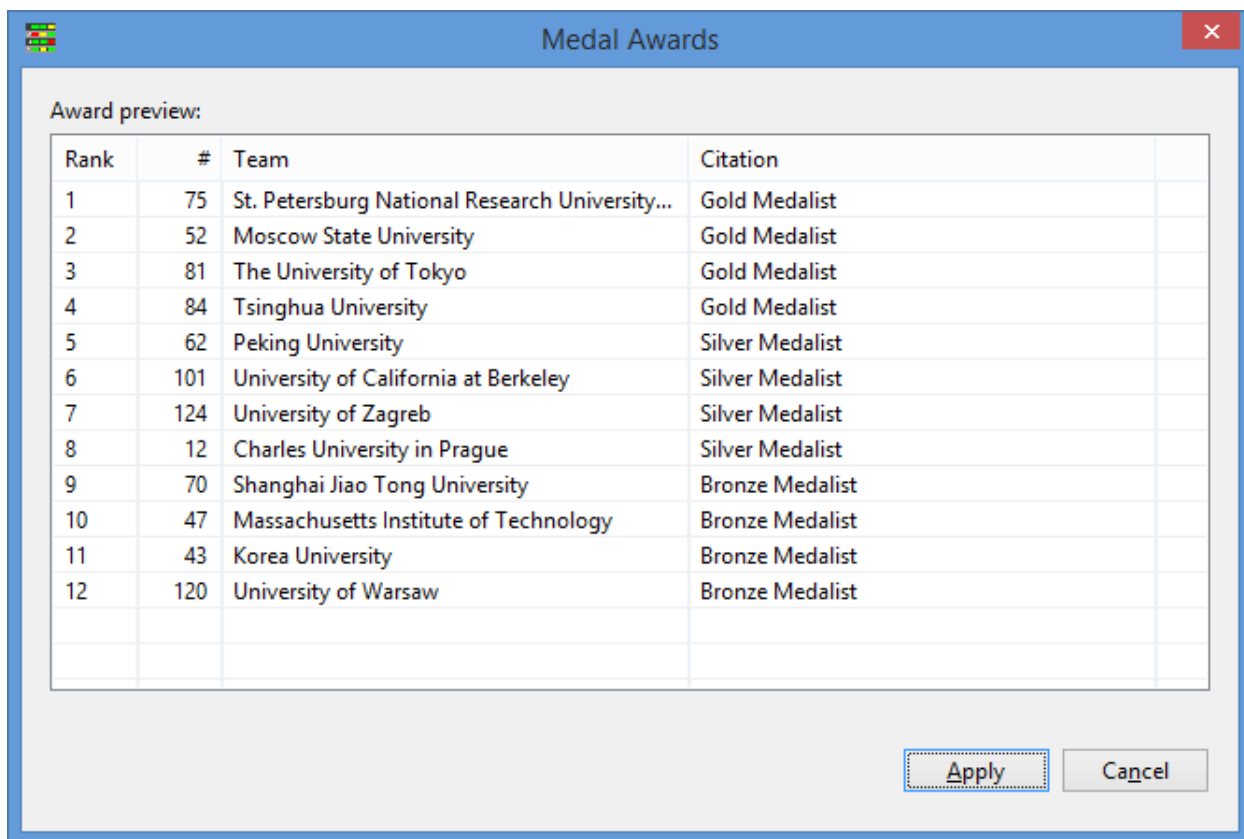 Medal Awards
Award preview:
Rank # Team Citation
1 75 St. Petersburg National Research University... Gold Medalist
2 52 Moscow State University Gold Medalist
3 81 The University of Tokyo Gold Medalist
4 84 Tsinghua University Gold Medalist
5 62 Peking University Silver Medalist
6 101 University of California at Berkeley Silver Medalist
7 124 University of Zagreb Silver Medalist
8 12 Charles University in Prague Silver Medalist
9 70 Shanghai Jiao Tong University Bronze Medalist
10 47 Massachusetts Institute of Technology Bronze Medalist
11 43 Korea University Bronze Medalist
12 120 University of Warsaw Bronze Medalist
Apply Cancel